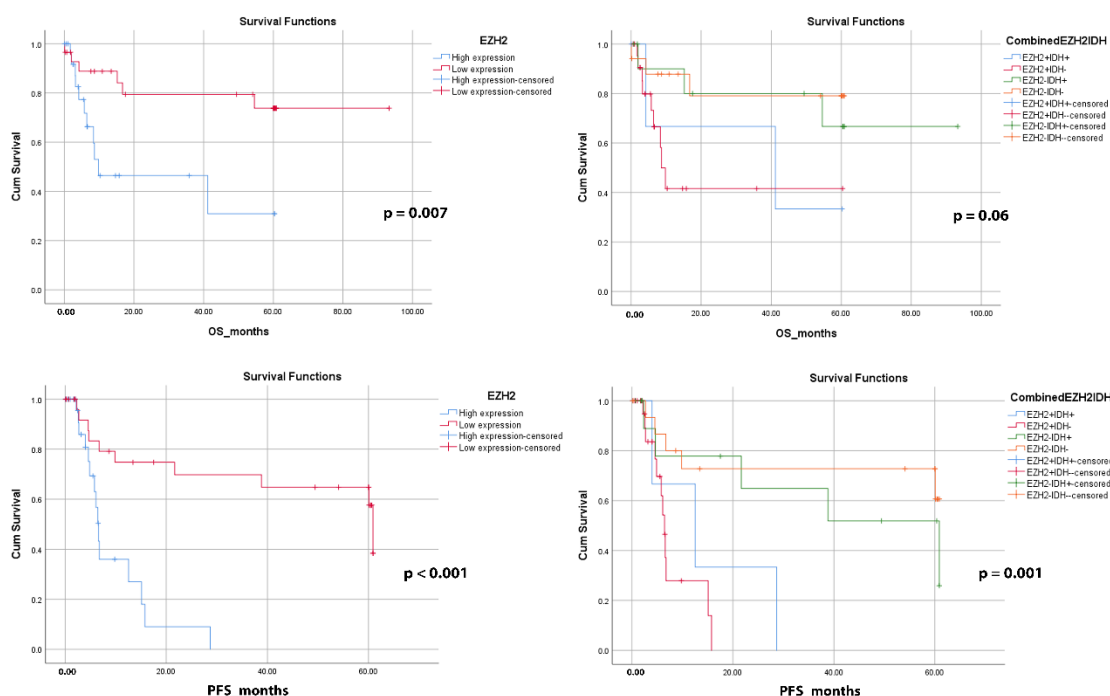 Survival Functions
EZH2
High expression
Low expression
High expression-censored
Low expression-censored
Cum Survival
1.0
0.8
0.6
0.4
0.2
0.0
p = 0.007
0.00
20.00
40.00
60.00
80.00
100.00
OS_months
Survival Functions
CombinedEZH2IDH
EZH2+IDH+
EZH2+IDH-
EZH2-IDH+
EZH2-IDH-
EZH2+IDH+-censored
EZH2+IDH--censored
EZH2-IDH+-censored
EZH2-IDH--censored
Cum Survival
1.0
0.8
0.6
0.4
0.2
0.0
p = 0.06
0.00
20.00
40.00
60.00
80.00
100.00
OS_months
Survival Functions
EZH2
High expression
Low expression
High expression-censored
Low expression-censored
Cum Survival
1.0
0.8
0.6
0.4
0.2
0.0
p < 0.001
0.00
20.00
40.00
60.00
PFS months
Survival Functions
CombinedEZH2IDH
EZH2+IDH+
EZH2+IDH-
EZH2-IDH+
EZH2-IDH-
EZH2+IDH+-censored
EZH2+IDH--censored
EZH2-IDH+-censored
EZH2-IDH--censored
Cum Survival
1.0
0.8
0.6
0.4
0.2
0.0
p = 0.001
0.00
20.00
40.00
60.00
PFS months